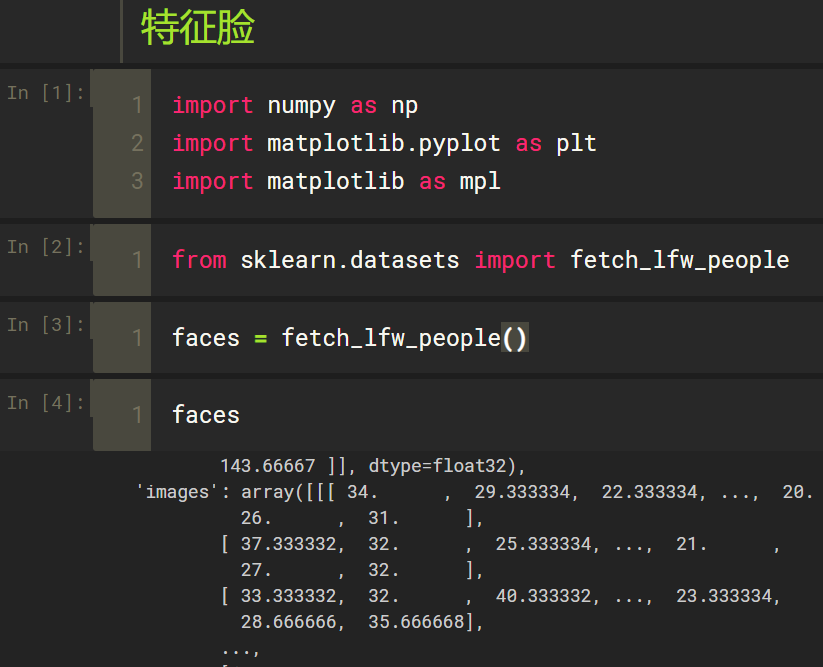 特征脸
In [1]:
1 import numpy as np
2 import matplotlib.pyplot as plt
3 import matplotlib as mpl
In [2]:
1 from sklearn.datasets import fetch_lfw_people
In [3]:
1 faces = fetch_lfw_people()
In [4]:
1 faces
143.66667 ]], dtype=float32),
'images': array([[[ 34.      ,  29.333334,  22.333334, ...,  20.
26.      ,  31.      ],
[ 37.333332,  32.      ,  25.333334, ...,  21.      ,
27.      ,  32.      ],
[ 33.333332,  32.      ,  40.333332, ...,  23.333334,
28.666666,  35.666668],
...,
[